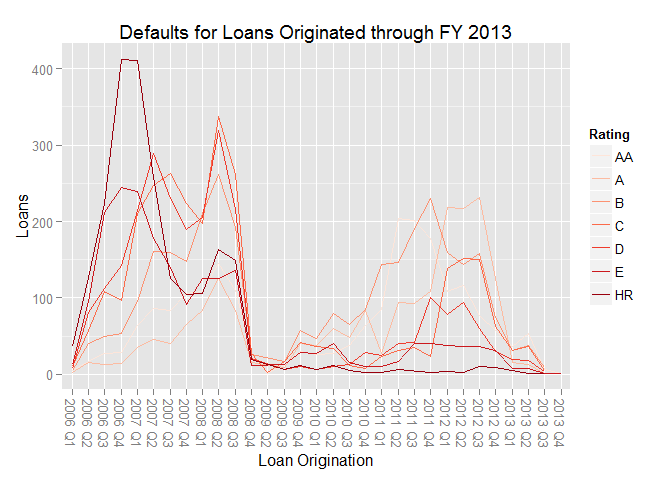 Defaults for Loans Originated through FY 2013
Loans
400
300
200
100
0
2006 Q1
2006 Q2
2006 Q3
2006 Q4
2007 Q1
2007 Q2
2007 Q3
2007 Q4
2008 Q1
2008 Q2
2008 Q3
2008 Q4
2009 Q2
2009 Q3
2009 Q4
2010 Q1
2010 Q2
2010 Q3
2010 Q4
2011 Q1
2011 Q2
2011 Q3
2011 Q4
2012 Q1
2012 Q2
2012 Q3
2012 Q4
2013 Q1
2013 Q2
2013 Q3
2013 Q4
Loan Origination
Rating
AA
A
B
C
D
E
HR